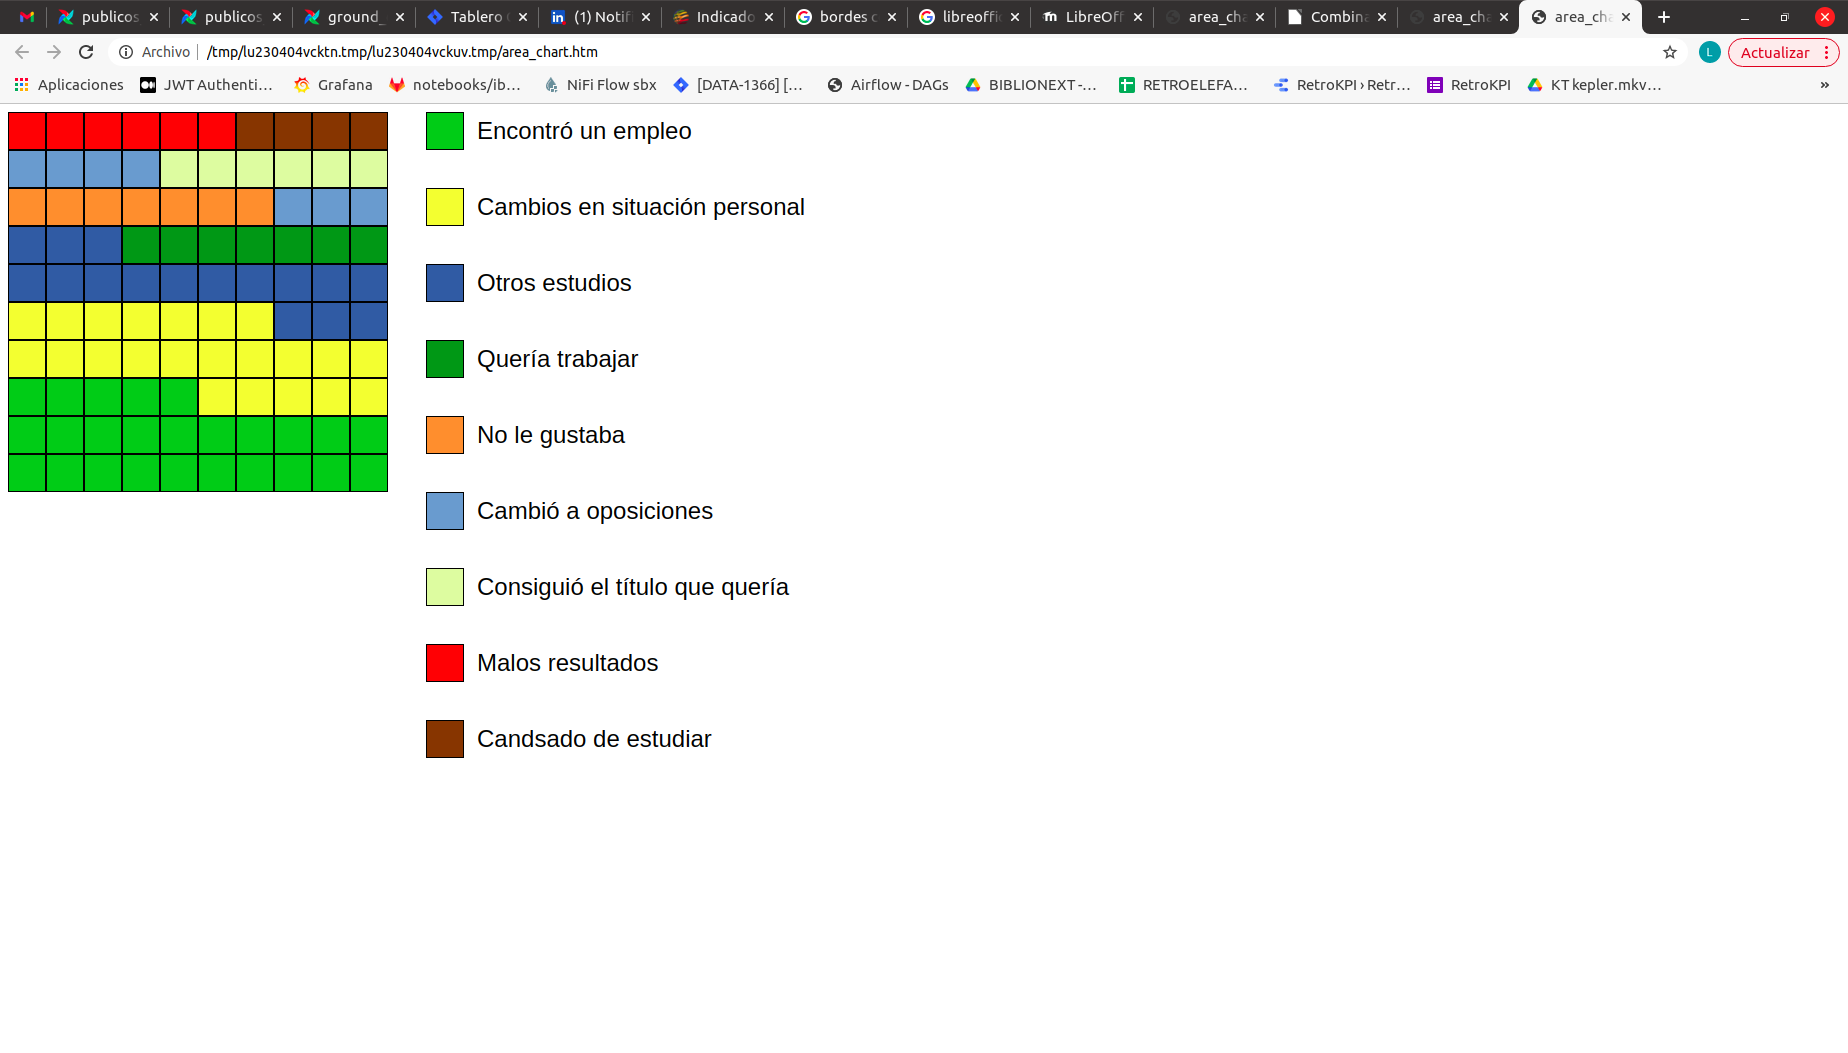 publicos
publicos
ground_
Tablero
(1) Notif
Indicado
bordes c
libreoffi
LibreOff
area_cha
Combina
area_cha
area_cha
Archivo
/tmp/lu230404vcktn.tmp/lu230404vckuv.tmp/area_chart.htm
L
Actualizar
Aplicaciones
JWT Authenti...
Grafana
notebooks/ib...
NiFi Flow sbx
[DATA-1366] [...
Airflow - DAGs
BIBLIONEXT -...
RETROELEFA...
RetroKPI › Retr...
RetroKPI
KT kepler.mkv...
»
Encontró un empleo
Cambios en situación personal
Otros estudios
Quería trabajar
No le gustaba
Cambió a oposiciones
Consiguió el título que quería
Malos resultados
Candsado de estudiar